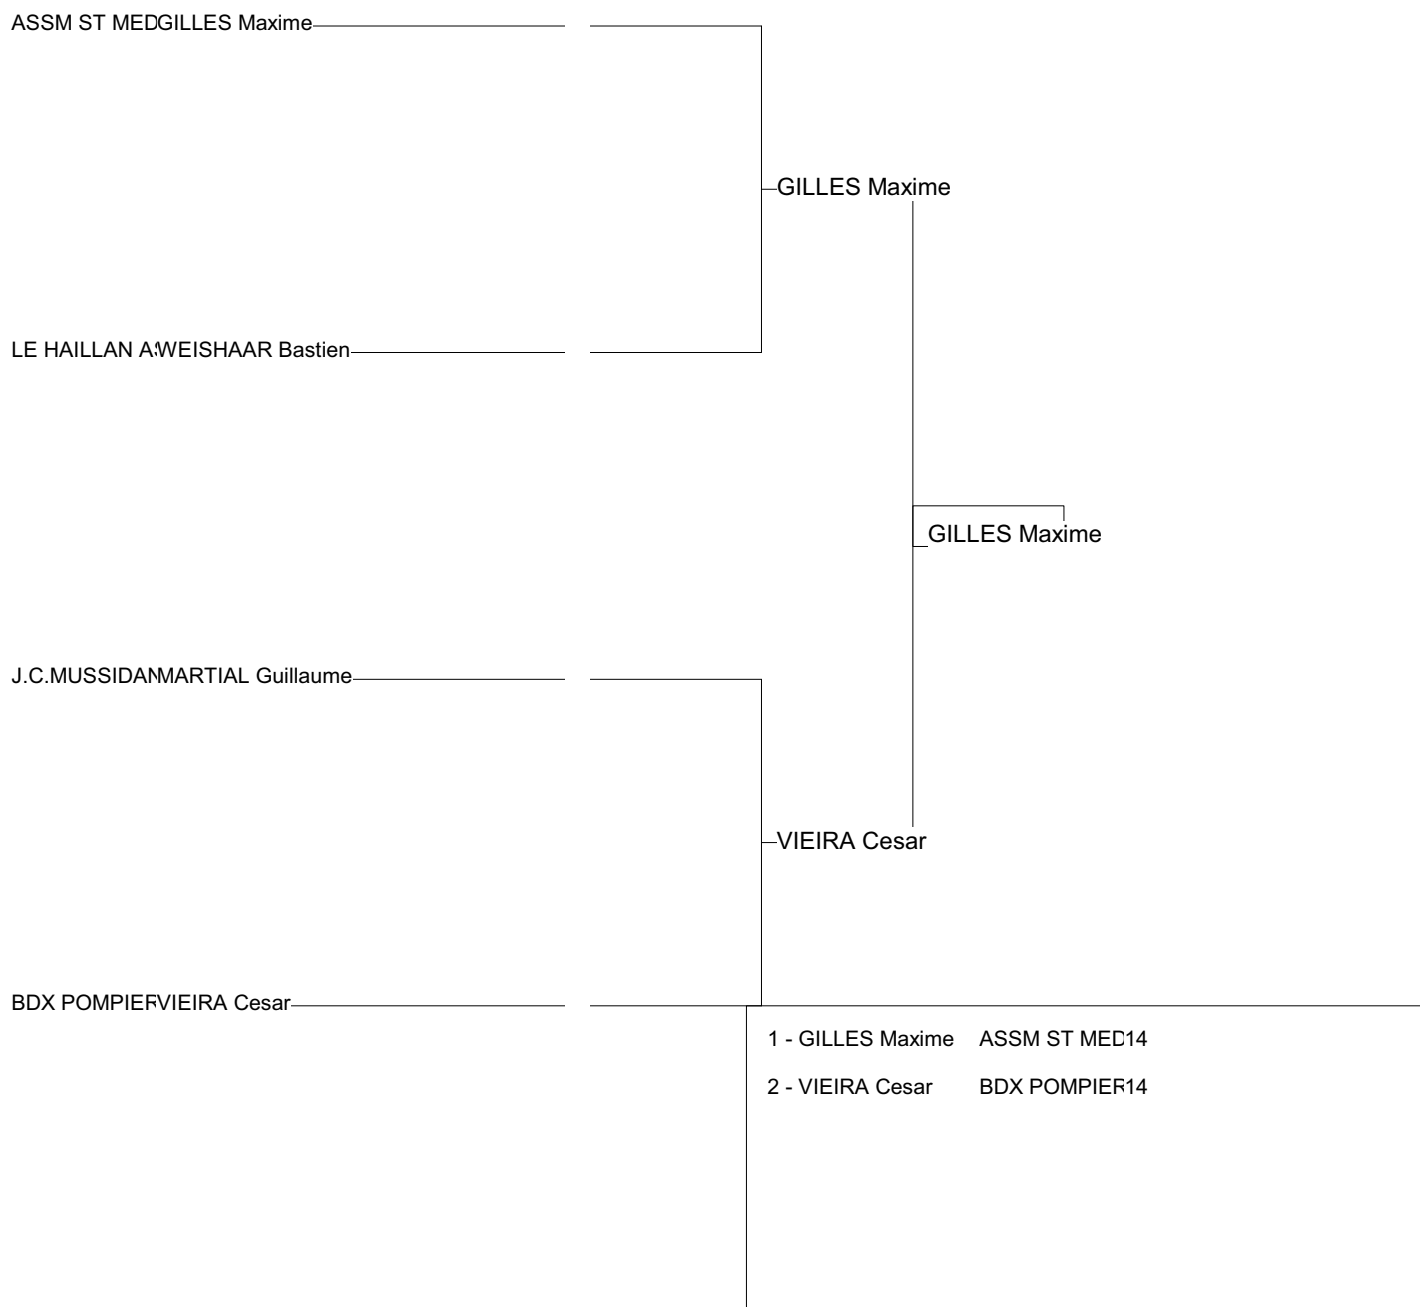 ASSM ST MEDGILLES Maxime
GILLES Maxime
LE HAILLAN ASWEISHAAR Bastien
GILLES Maxime
J.C.MUSSIDANMARTIAL Guillaume
VIEIRA Cesar
BDX POMPIERVIEIRA Cesar
1 - GILLES Maxime ASSM ST MED14
2 - VIEIRA Cesar BDX POMPIER14